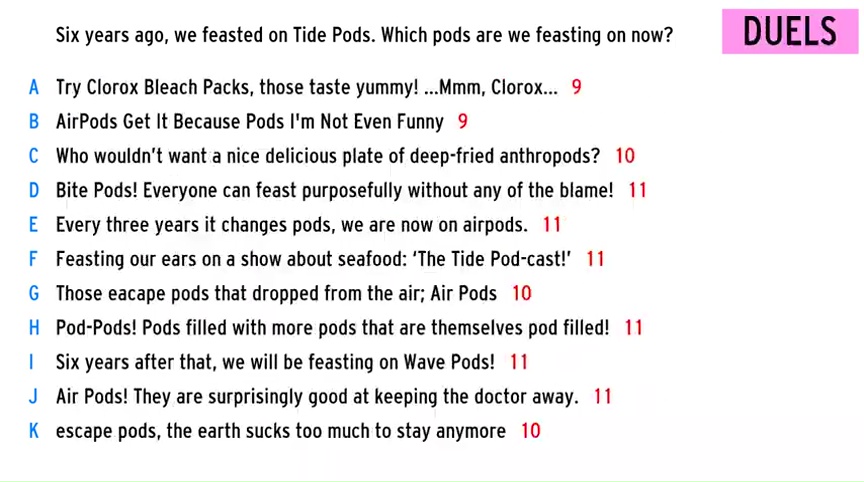 Six years ago, we feasted on Tide Pods. Which pods are we feasting on now?
DUELS
A Try Clorox Bleach Packs, those taste yummy! ...Mmm, Clorox... 9
B AirPods Get It Because Pods I'm Not Even Funny 9
C Who wouldn't want a nice delicious plate of deep-fried anthropods? 10
D Bite Pods! Everyone can feast purposefully without any of the blame! 11
E Every three years it changes pods, we are now on airpods. 11
F Feasting our ears on a show about seafood: 'The Tide Pod-cast!' 11
G Those eacape pods that dropped from the air; Air Pods 10
H Pod-Pods! Pods filled with more pods that are themselves pod filled! 11
I Six years after that, we will be feasting on Wave Pods! 11
J Air Pods! They are surprisingly good at keeping the doctor away. 11
K escape pods, the earth sucks too much to stay anymore 10